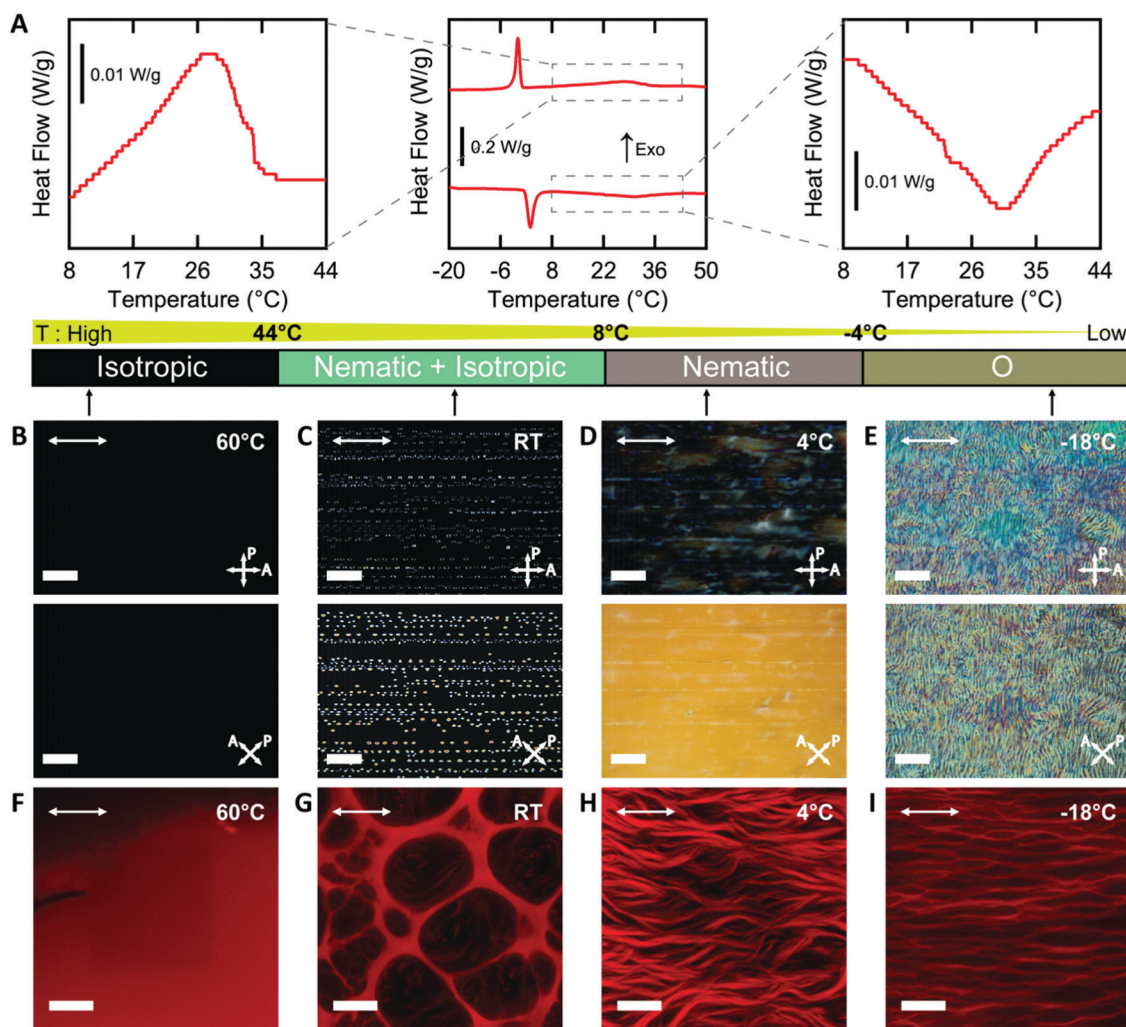 A
Heat Flow (W/g)
0.01 W/g
8 17 26 35 44
Temperature (°C)
Heat Flow (W/g)
0.2 W/g
Exo
-20 -6 8 22 36 50
Temperature (°C)
Heat Flow (W/g)
0.01 W/g
8 17 26 35 44
Temperature (°C)
T : High 44°C 8°C -4°C Low
Isotropic Nematic + Isotropic Nematic O
B 60°C C RT D 4°C E -18°C
P P P P
A A A A
A P A P A P A P
F 60°C G RT H 4°C I -18°C